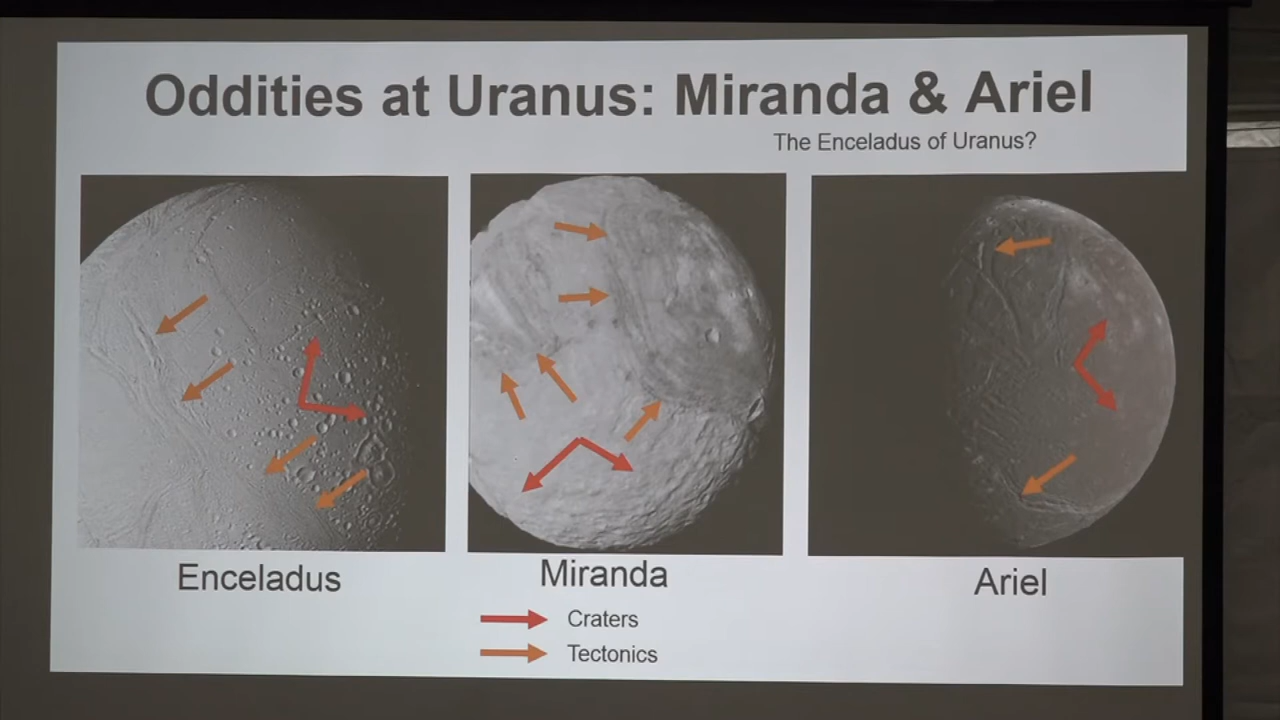 Oddities at Uranus: Miranda & Ariel
The Enceladus of Uranus?
Enceladus
Miranda
Ariel
Craters
Tectonics